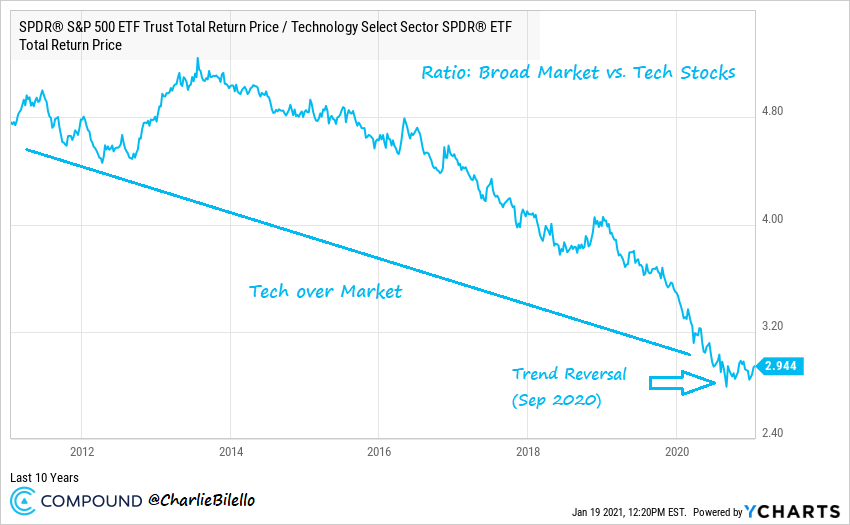 SPDR® S&P 500 ETF Trust Total Return Price / Technology Select Sector SPDR® ETF
Total Return Price
Ratio: Broad Market vs. Tech Stocks
4.80
4.00
Tech over Market
3.20
2.944
Trend Reversal
(Sep 2020)
2.40
2012 2014 2016 2018 2020
Last 10 Years
COMPOUND @CharlieBilello
Jan 19 2021, 12:20PM EST. Powered by YCHARTS